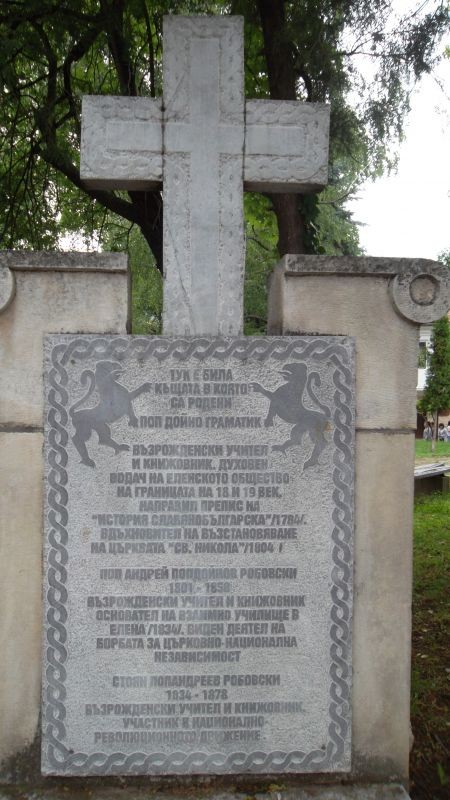 ТУК Е БИЛА
КЪЩАТА В КОЯТО
СА РОДЕНИ
ПОП ДОЙНО ГРАМАТИК
ВЪЗРОЖДЕНСКИ УЧИТЕЛ
И КНИЖОВНИК, ДУХОВЕН
ВОДАЧ НА ЕЛЕНСКОТО ОБЩЕСТВО
НА ГРАНИЦАТА НА 18 И 19 ВЕК.
НАПРАВИЛ ПРЕПИС НА
"ИСТОРИЯ СЛАВЯНОБЪЛГАРСКА"/1784/.
ВДЪХНОВИТЕЛ НА ВЪЗСТАНОВЯВАНЕ
НА ЦЪРКВАТА "СВ. НИКОЛА"/1804 /
ПОП АНДРЕЙ ПОПДОЙНОВ РОБОВСКИ
1801 - 1858
ВЪЗРОЖДЕНСКИ УЧИТЕЛ И КНИЖОВНИК
ОСНОВАТЕЛ НА ВЗАИМНО УЧИЛИЩЕ В
ЕЛЕНА /1834/. ВИДЕН ДЕЯТЕЛ НА
БОРБАТА ЗА ЦЪРКОВНО-НАЦИОНАЛНА
НЕЗАВИСИМОСТ
СТОЯН ПОПАНДРЕЕВ РОБОВСКИ
1834 - 1878
ВЪЗРОЖДЕНСКИ УЧИТЕЛ И КНИЖОВНИК.
УЧАСТНИК В НАЦИОНАЛНО-
РЕВОЛЮЦИОННОТО ДВИЖЕНИЕ